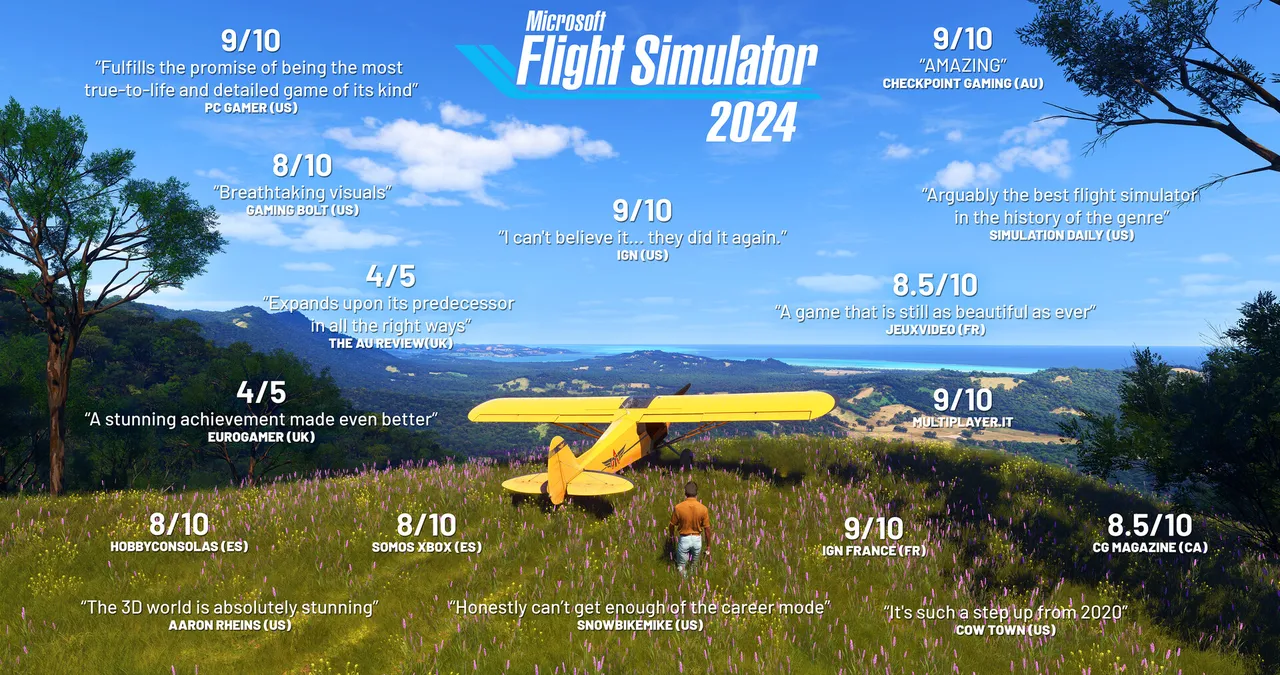 Microsoft
Flight Simulator
2024
9/10
“Fulfills the promise of being the most
true-to-life and detailed game of its kind”
PC GAMER (US)
9/10
“AMAZING”
CHECKPOINT GAMING (AU)
8/10
“Breathtaking visuals”
GAMING BOLT (US)
9/10
“I can't believe it... they did it again.”
IGN (US)
“Arguably the best flight simulator
in the history of the genre”
SIMULATION DAILY (US)
4/5
“Expands upon its predecessor
in all the right ways”
THE AU REVIEW(UK)
8.5/10
“A game that is still as beautiful as ever”
JEUXVIDEO (FR)
4/5
“A stunning achievement made even better”
EUROGAMER (UK)
9/10
MULTIPLAYER.IT
8/10
HOBBYCONSOLAS (ES)
8/10
SOMOS XBOX (ES)
9/10
IGN FRANCE (FR)
8.5/10
CG MAGAZINE (CA)
“The 3D world is absolutely stunning”
AARON RHEINS (US)
“Honestly can’t get enough of the career mode”
SNOWBIKEMIKE (US)
“It's such a step up from 2020”
COW TOWN (US)